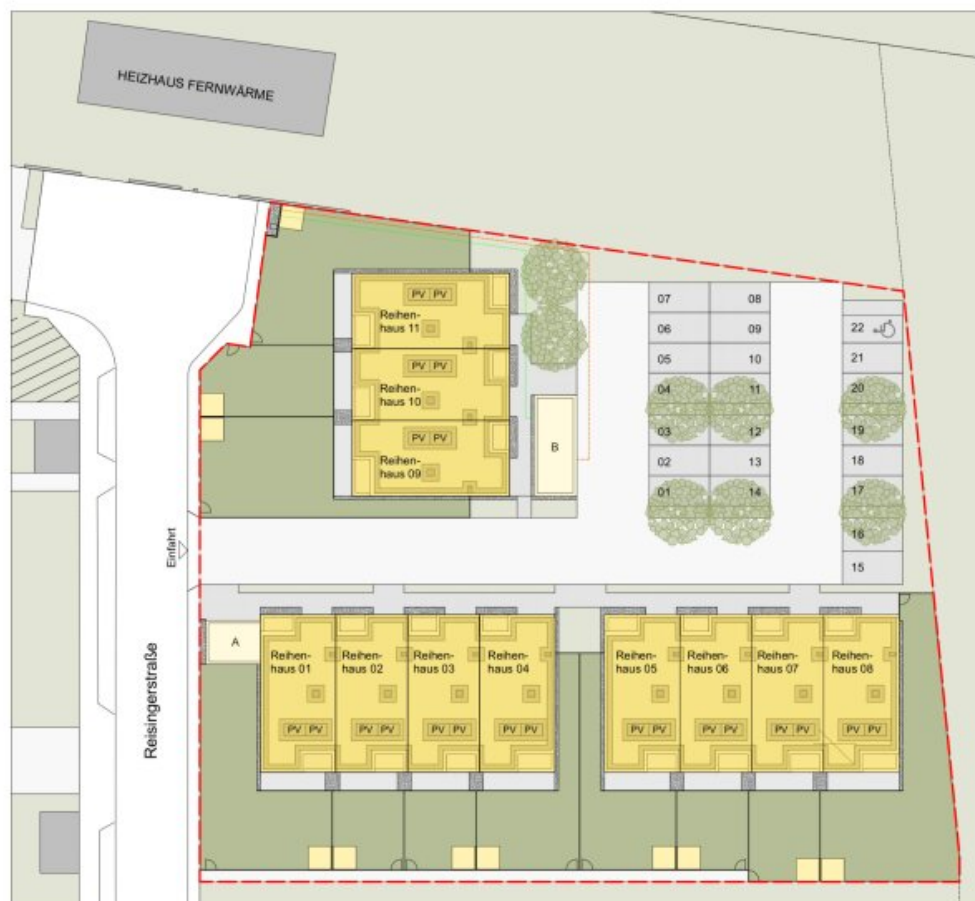 HEIZHAUS FERNWÄRME
PV PV
Reihen-
haus 11
PV PV
Reihen-
haus 10
PV PV
Reihen-
haus 09
B
07 08
06 09
05 10
04 11
03 12
02 13
01 14
22
21
20
19
18
17
16
15
Einfahrt
Reisingerstraße
A
Reihen-
haus 01
Reihen-
haus 02
Reihen-
haus 03
Reihen-
haus 04
Reihen-
haus 05
Reihen-
haus 06
Reihen-
haus 07
Reihen-
haus 08
PV PV
PV PV
PV PV
PV PV
PV PV
PV PV
PV PV
PV PV